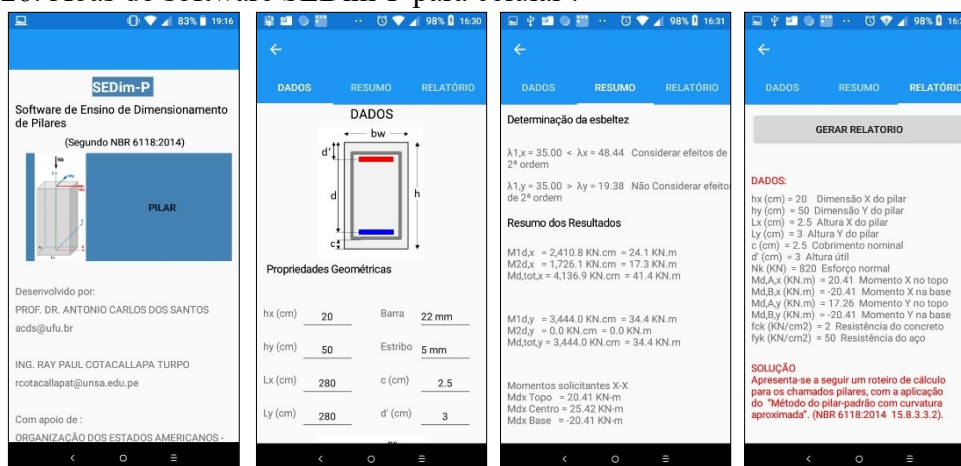 83% 19:16
SEDim-P
Software de Ensino de Dimensionamento
de Pilares
(Segundo NBR 6118:2014)
Nk
PILAR
Desenvolvido por:
PROF. DR. ANTONIO CARLOS DOS SANTOS
acds@ufu.br
ING. RAY PAUL COTACALLAPA TURPO
rcotacallapat@unsa.edu.pe
Com apoio de :
ORGANIZAÇÃO DOS ESTADOS AMERICANOS -
98% 16:30
DADOS RESUMO RELATÓRIO
DADOS
bw
d'
d
h
c
Propriedades Geométricas
hx (cm) 20 Barra 22 mm
hy (cm) 50 Estribo 5 mm
Lx (cm) 280 c (cm) 2.5
Ly (cm) 280 d' (cm) 3
98% 16:31
DADOS RESUMO RELATÓRIO
Determinação da esbeltez
λ1,x = 35.00 < λx = 48.44 Considerar efeitos de
2ª ordem
λ1,y = 35.00 > λy = 19.38 Não Considerar efeito
de 2ª ordem
Resumo dos Resultados
M1d,x = 2,410.8 KN.cm = 24.1 KN.m
M2d,x = 1,726.1 KN.cm = 17.3 KN.m
Md,tot,x = 4,136.9 KN.cm = 41.4 KN.m
M1d,y = 3,444.0 KN.cm = 34.4 KN.m
M2d,y = 0.0 KN.cm = 0.0 KN.m
Md,tot,y = 3,444.0 KN.cm = 34.4 KN.m
Momentos solicitantes X-X
Mdx Topo = 20.41 KN-m
Mdx Centro = 25.42 KN-m
Mdx Base = -20.41 KN-m
98% 16:3
DADOS RESUMO RELATÓRIO
GERAR RELATORIO
DADOS:
hx (cm) = 20 Dimensão X do pilar
hy (cm) = 50 Dimensão Y do pilar
Lx (cm) = 2.5 Altura X do pilar
Ly (cm) = 3 Altura Y do pilar
c (cm) = 2.5 Cobrimento nominal
d' (cm) = 3 Altura útil
Nk (KN) = 820 Esforço normal
Md,A,x (KN.m) = 20.41 Momento X no topo
Md,B,x (KN.m) = -20.41 Momento X na base
Md,A,y (KN.m) = 17.26 Momento Y no topo
Md,B,y (KN.m) = -20.41 Momento Y na base
fck (KN/cm2) = 2 Resistência do concreto
fyk (KN/cm2) = 50 Resistência do aço
SOLUÇÃO
Apresenta-se a seguir um roteiro de cálculo
para os chamados pilares, com a aplicação
do "Método do pilar-padrão com curvatura
aproximada". (NBR 6118:2014 15.8.3.3.2).